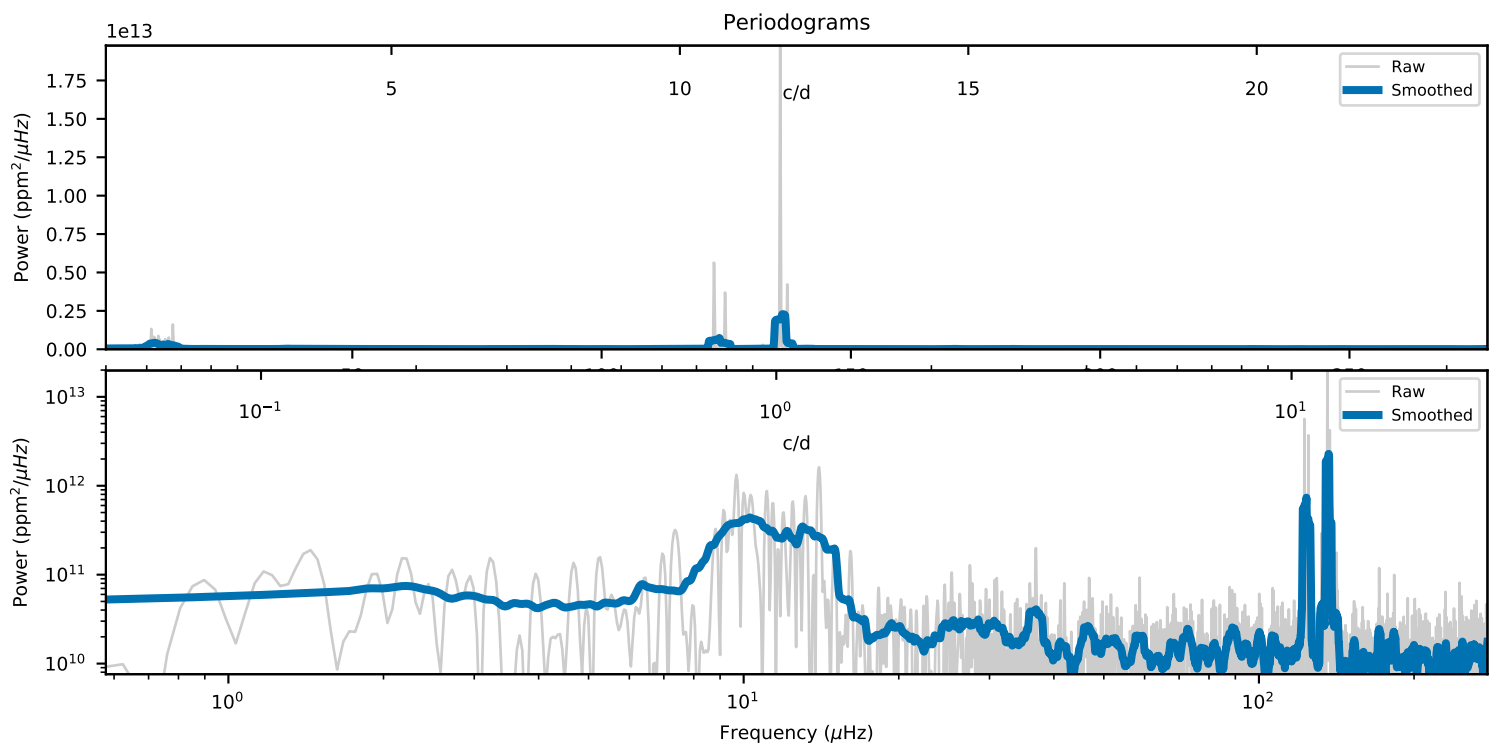 Periodograms
1e13
5 10 15 20
c/d
Raw
Smoothed
1.75
1.50
1.25
1.00
0.75
0.50
0.25
0.00
Power (ppm²/μHz)
10⁻¹ 10⁰ 10¹
c/d
Raw
Smoothed
10¹³
10¹²
10¹¹
10¹⁰
Power (ppm²/μHz)
10⁰ 10¹ 10²
Frequency (μHz)